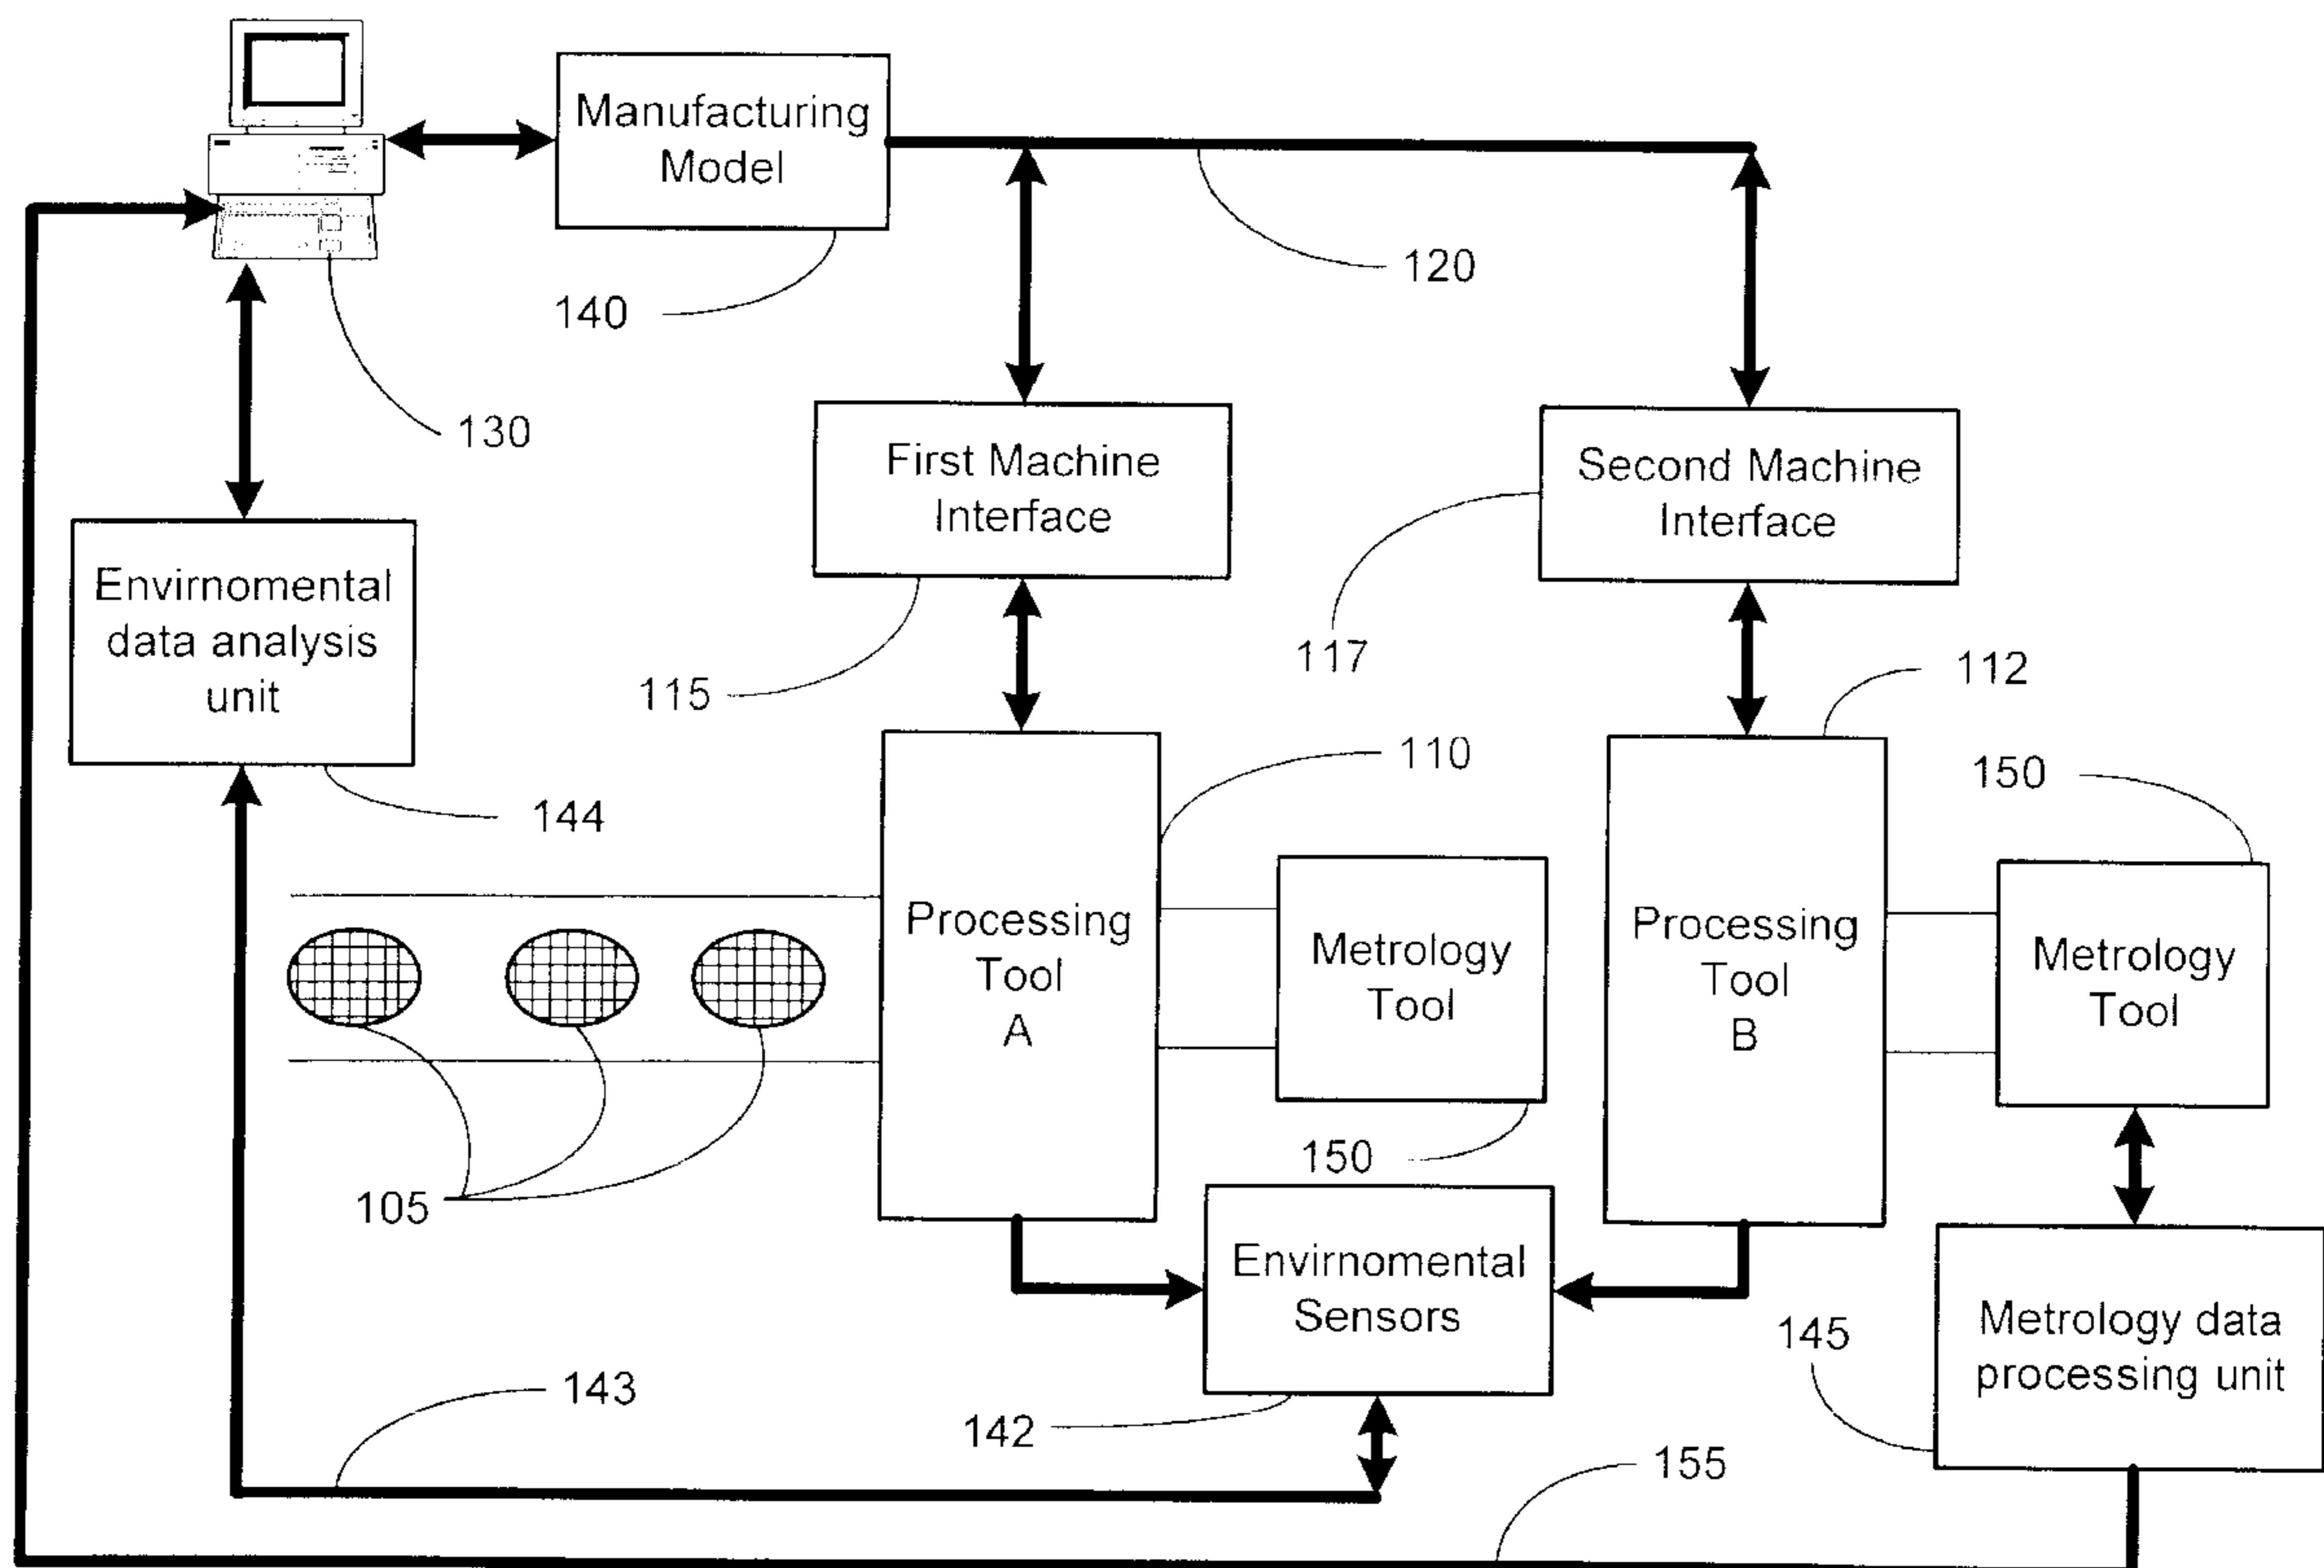 Manufacturing
Model
120
140
130
First Machine
Interface
Second Machine
Interface
Envirnomental
data analysis
unit
117
115
112
110
150
144
Processing
Tool
A
Metrology
Tool
Processing
Tool
B
Metrology
Tool
150
105
Envirnomental
Sensors
Metrology data
processing unit
145
143
142
155